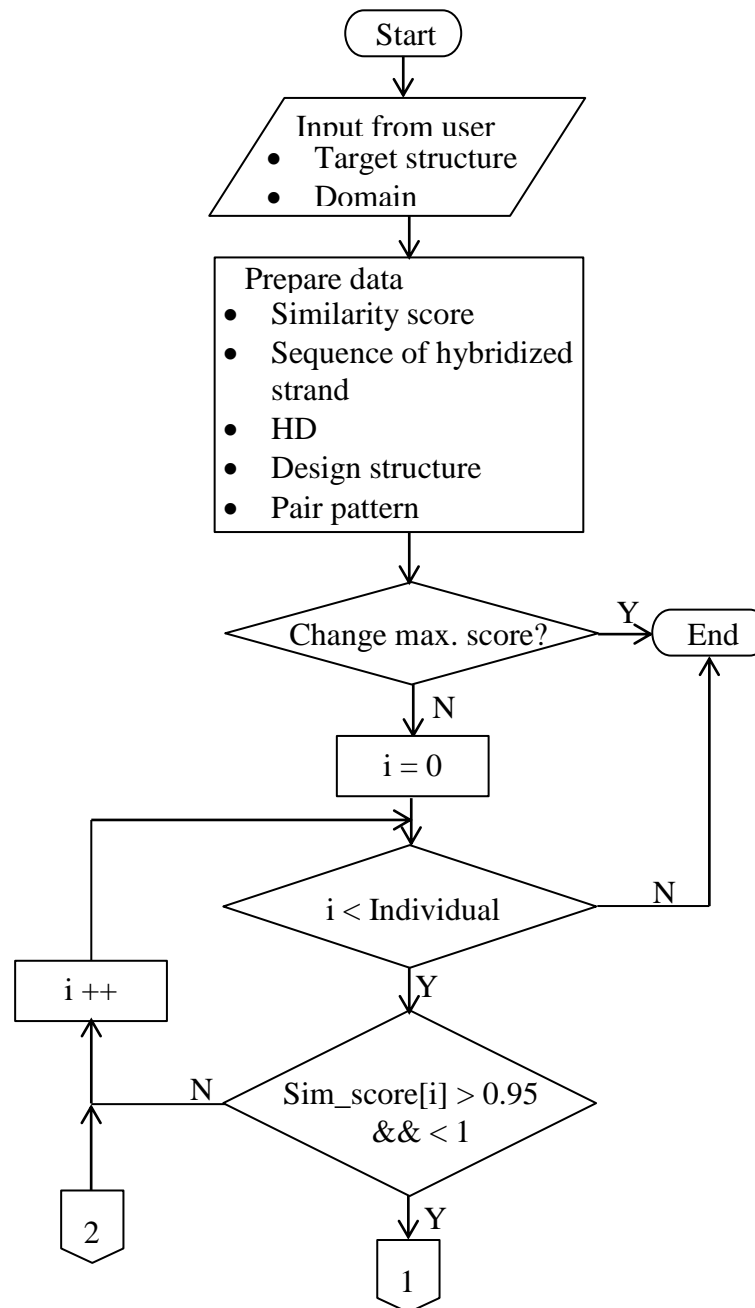 Start
Input from user
• Target structure
• Domain
Prepare data
• Similarity score
• Sequence of hybridized
strand
• HD
• Design structure
• Pair pattern
Change max. score?
Y
End
N
i = 0
i < Individual
N
i ++
Y
Sim_score[i] > 0.95
&& < 1
N
Y
2
1